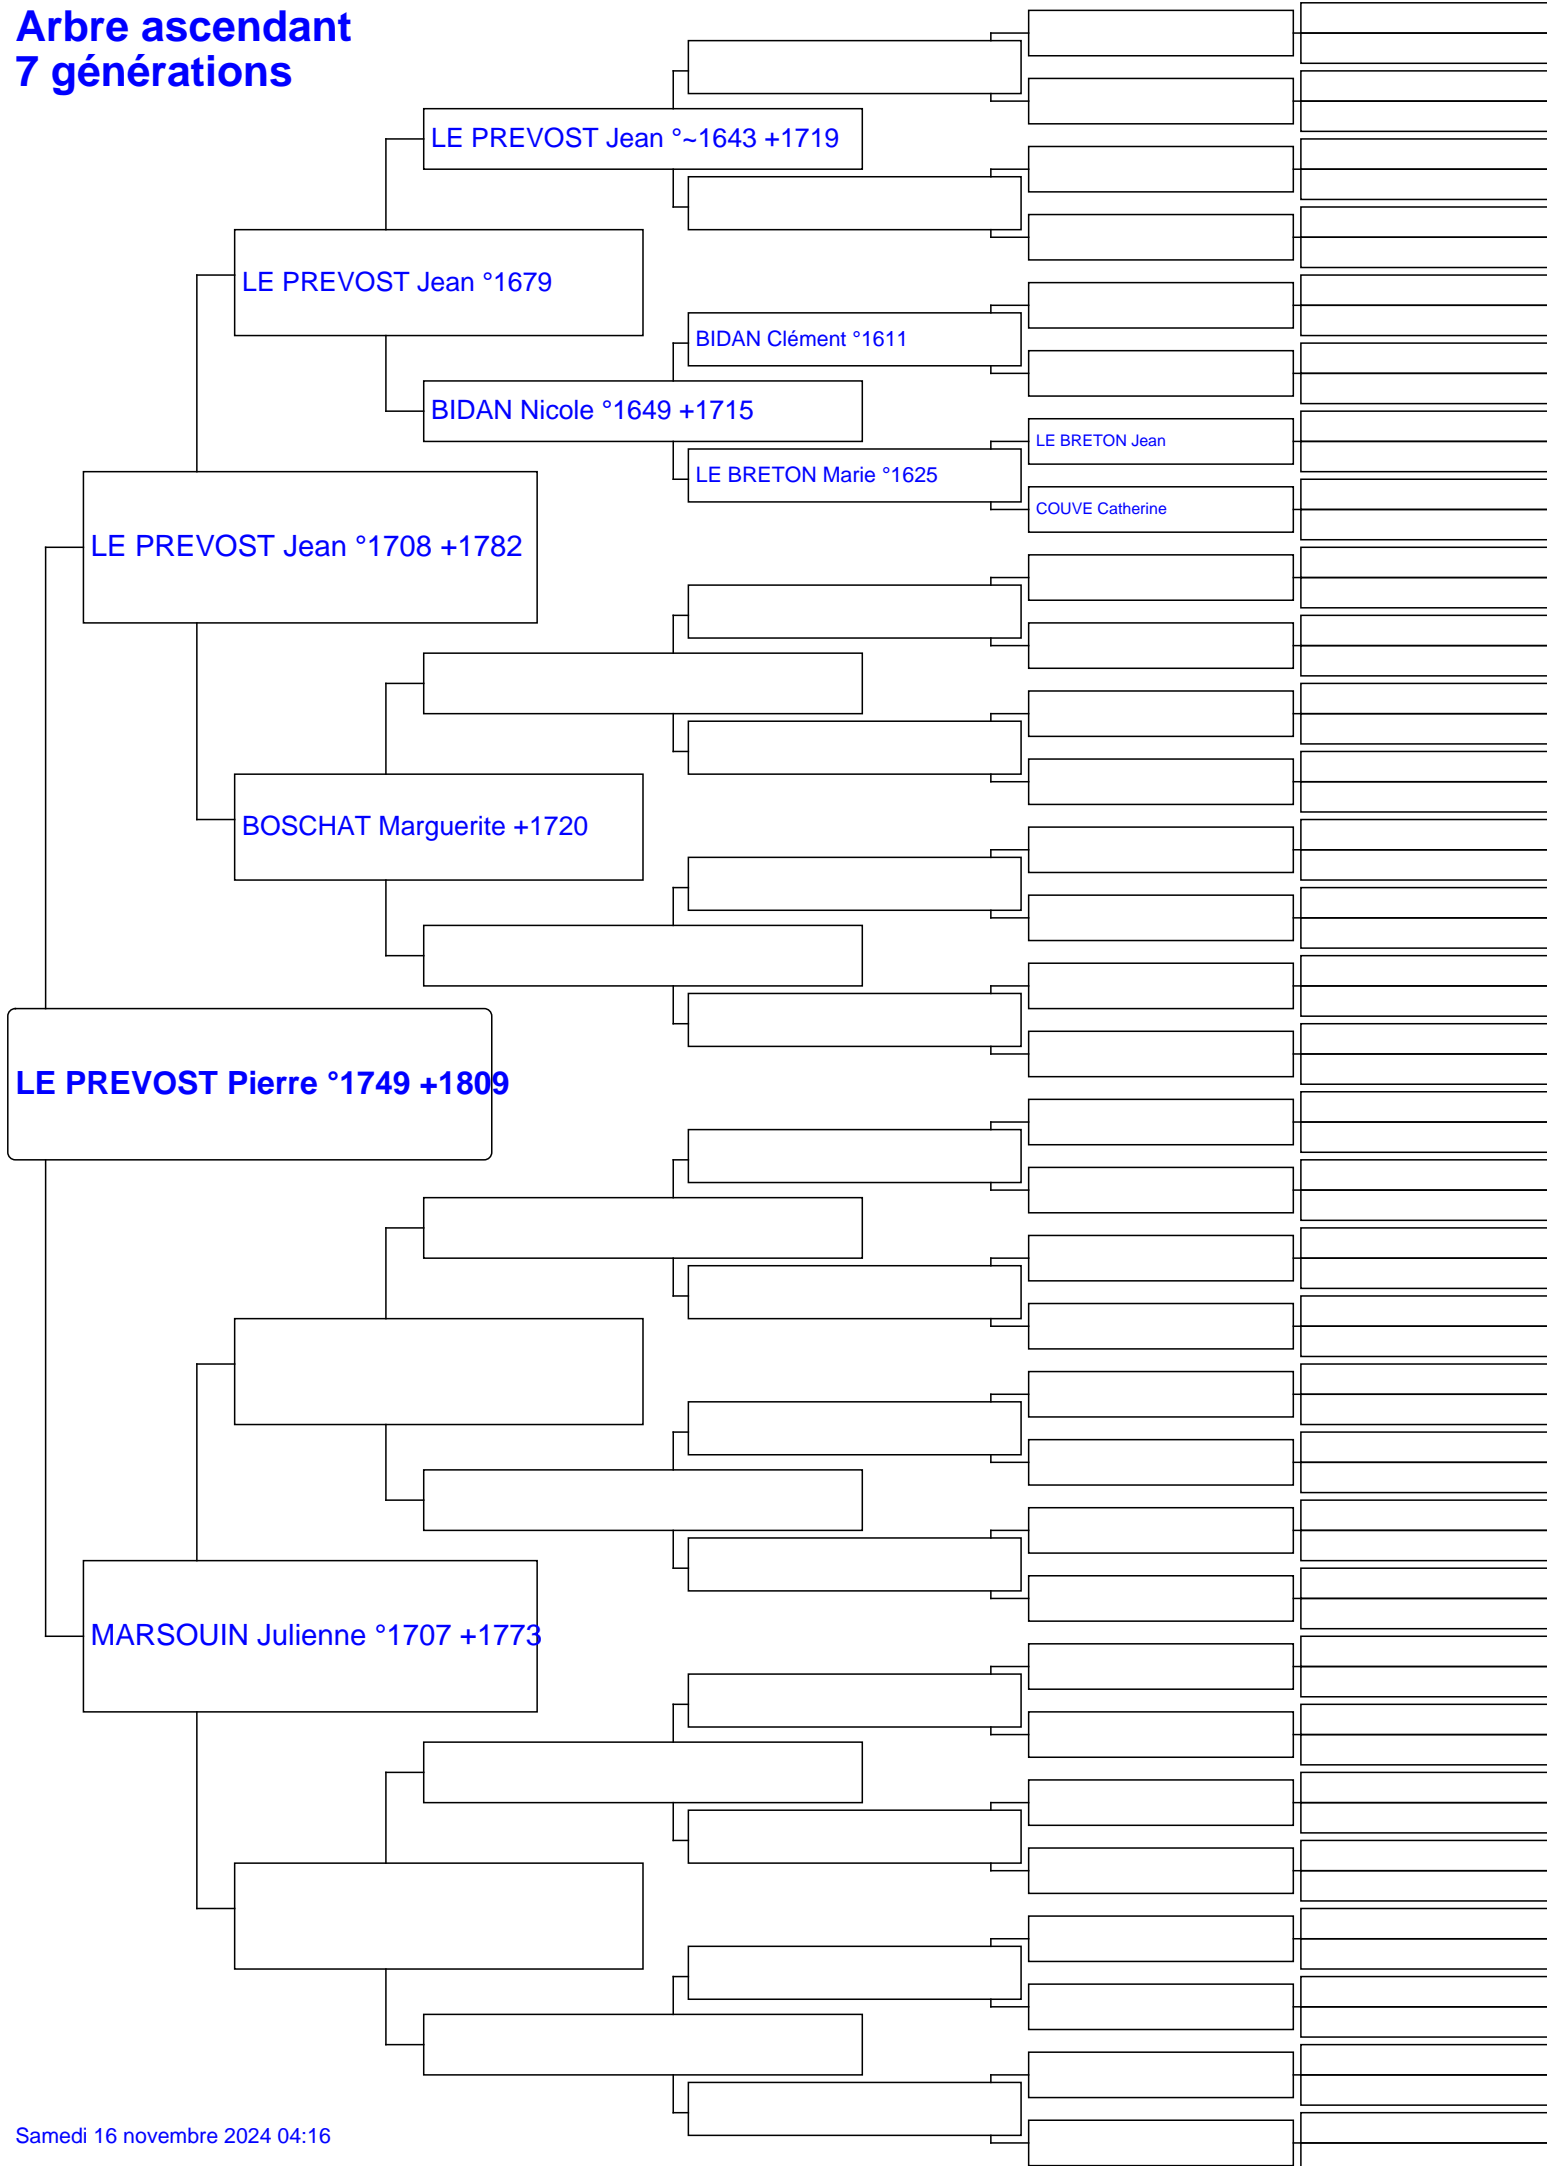 Arbre ascendant
7 générations
LE PREVOST Jean °~1643 +1719
LE PREVOST Jean °1679
BIDAN Clément °1611
BIDAN Nicole °1649 +1715
LE BRETON Jean
LE BRETON Marie °1625
COUVE Catherine
LE PREVOST Jean °1708 +1782
BOSCHAT Marguerite +1720
LE PREVOST Pierre °1749 +1809
MARSOUIN Julienne °1707 +1773
Samedi 16 novembre 2024 04:16